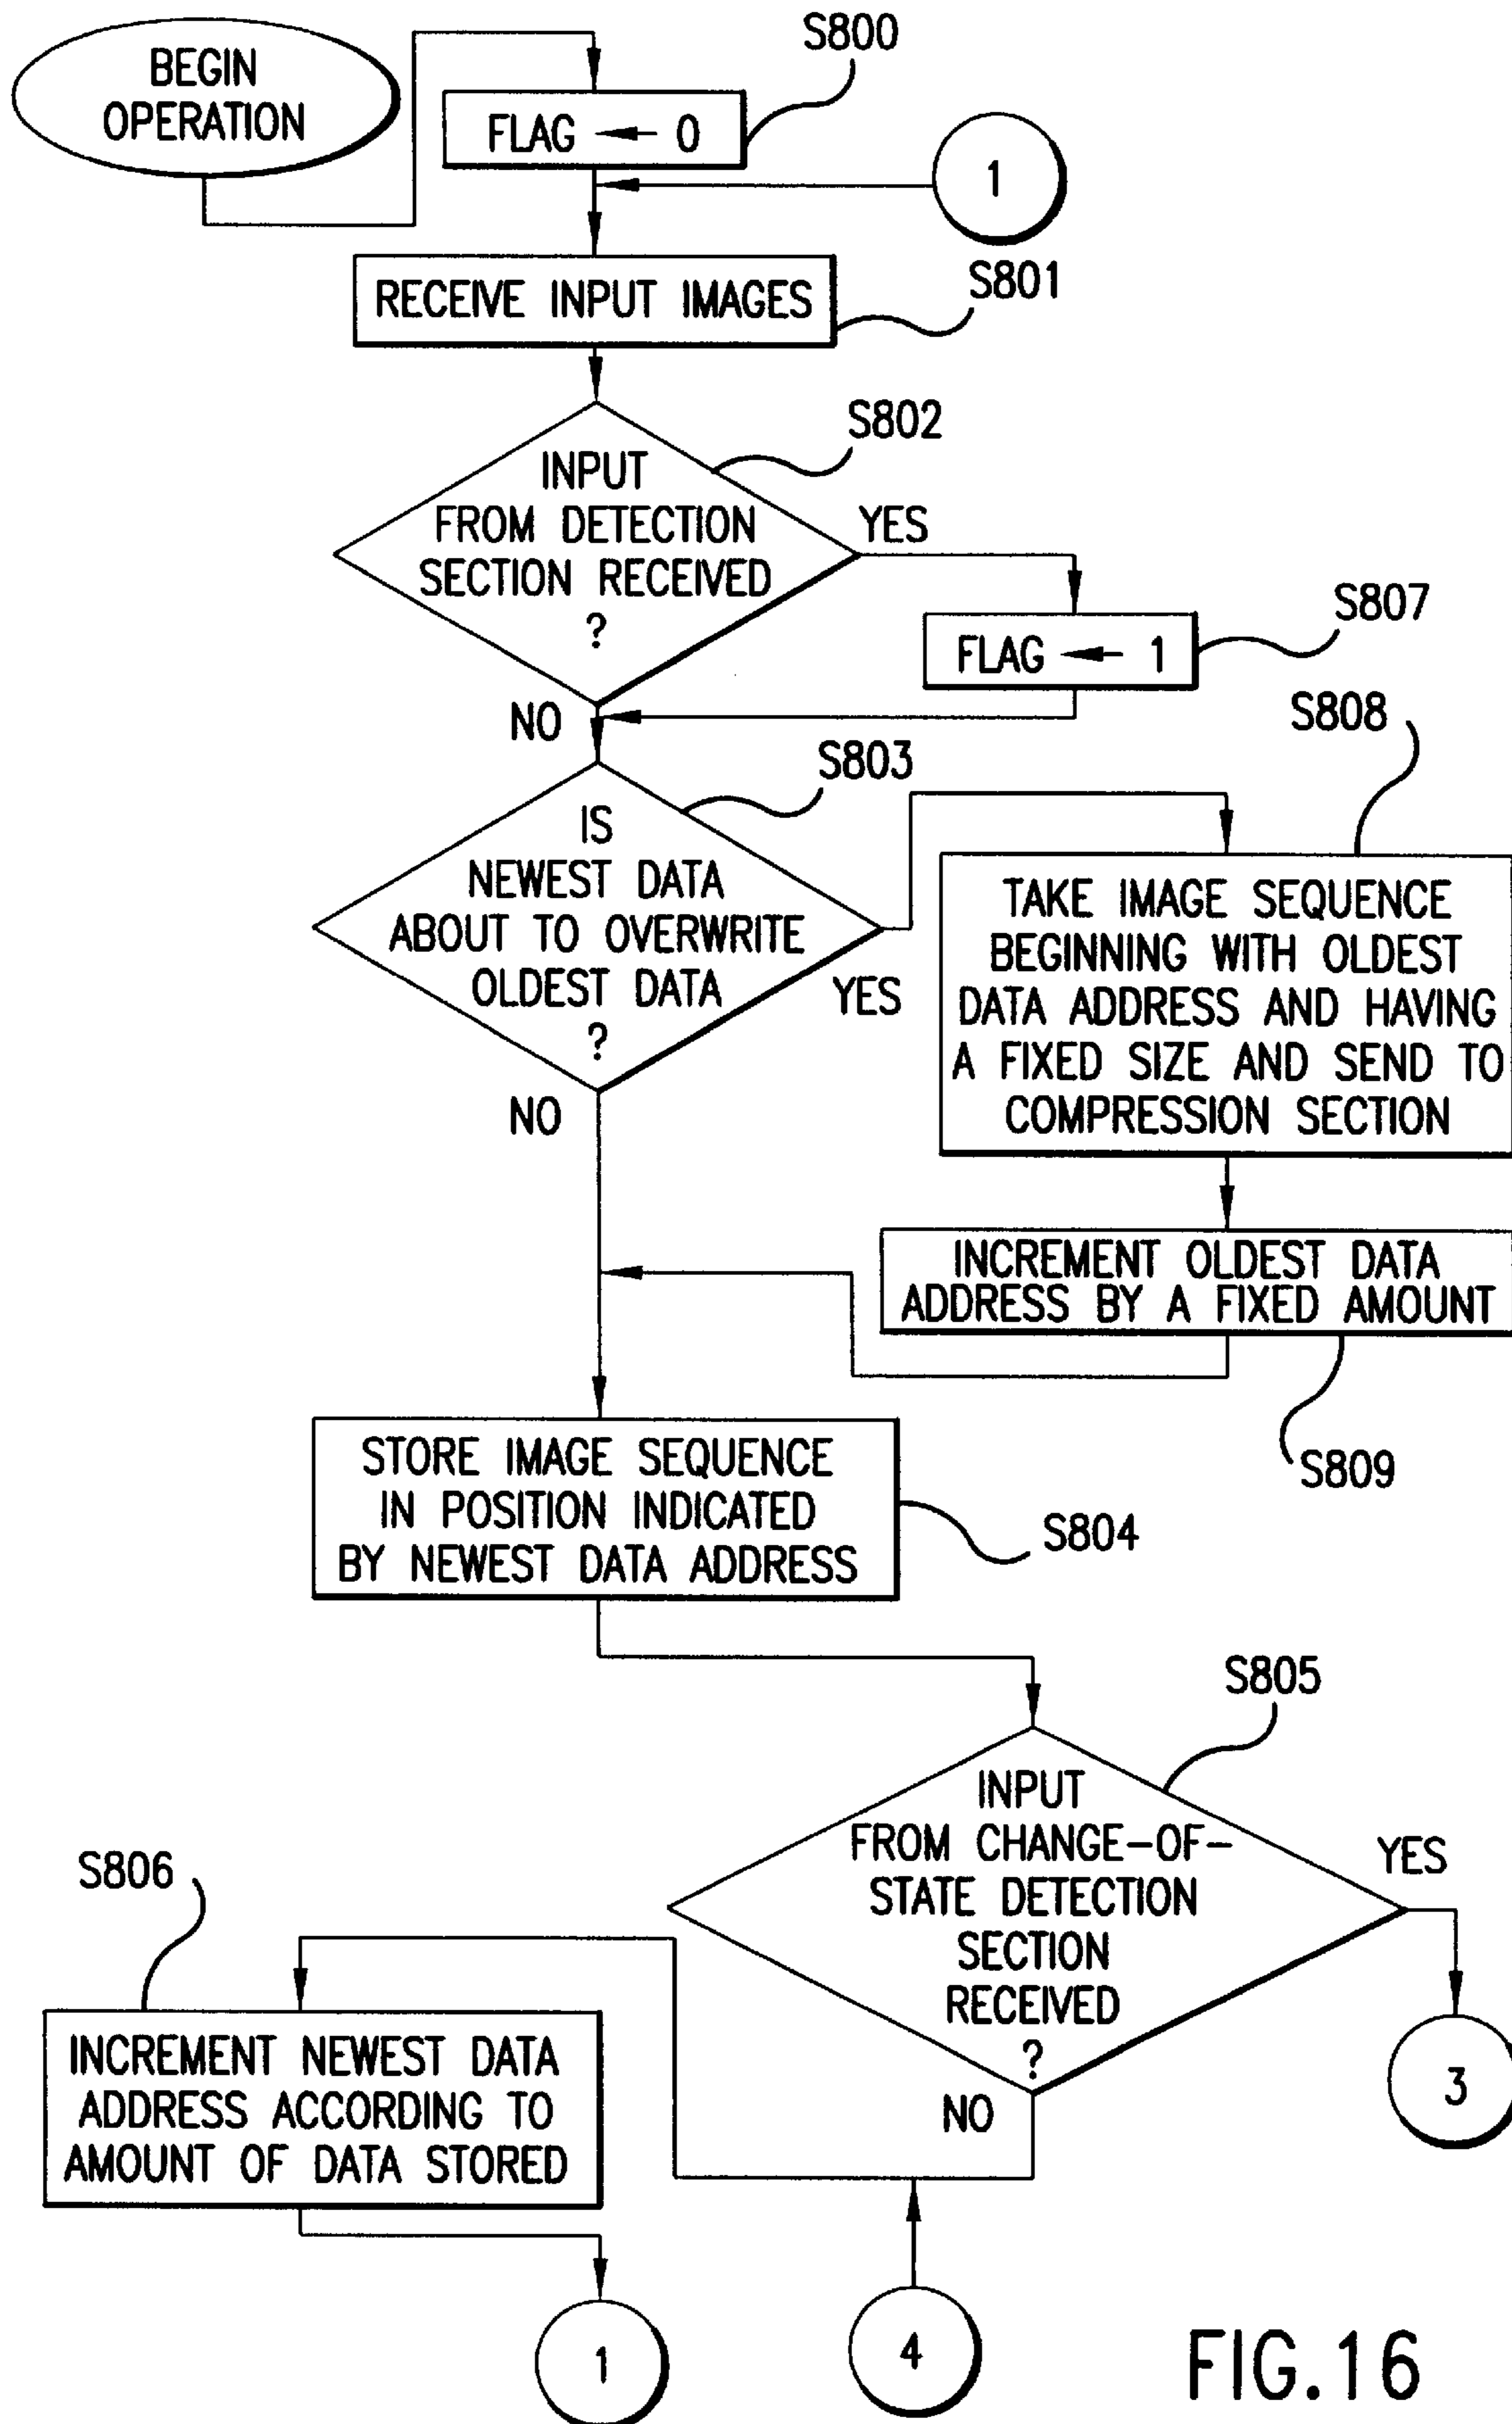 BEGIN
OPERATION
S800
FLAG ← 0
1
RECEIVE INPUT IMAGES
S801
S802
INPUT
FROM DETECTION
SECTION RECEIVED
?
YES
NO
S807
FLAG ← 1
S803
IS
NEWEST DATA
ABOUT TO OVERWRITE
OLDEST DATA
?
YES
NO
S808
TAKE IMAGE SEQUENCE
BEGINNING WITH OLDEST
DATA ADDRESS AND HAVING
A FIXED SIZE AND SEND TO
COMPRESSION SECTION
INCREMENT OLDEST DATA
ADDRESS BY A FIXED AMOUNT
S809
STORE IMAGE SEQUENCE
IN POSITION INDICATED
BY NEWEST DATA ADDRESS
S804
S805
INPUT
FROM CHANGE-OF-
STATE DETECTION
SECTION
RECEIVED
?
YES
NO
3
S806
INCREMENT NEWEST DATA
ADDRESS ACCORDING TO
AMOUNT OF DATA STORED
1
4
FIG.16